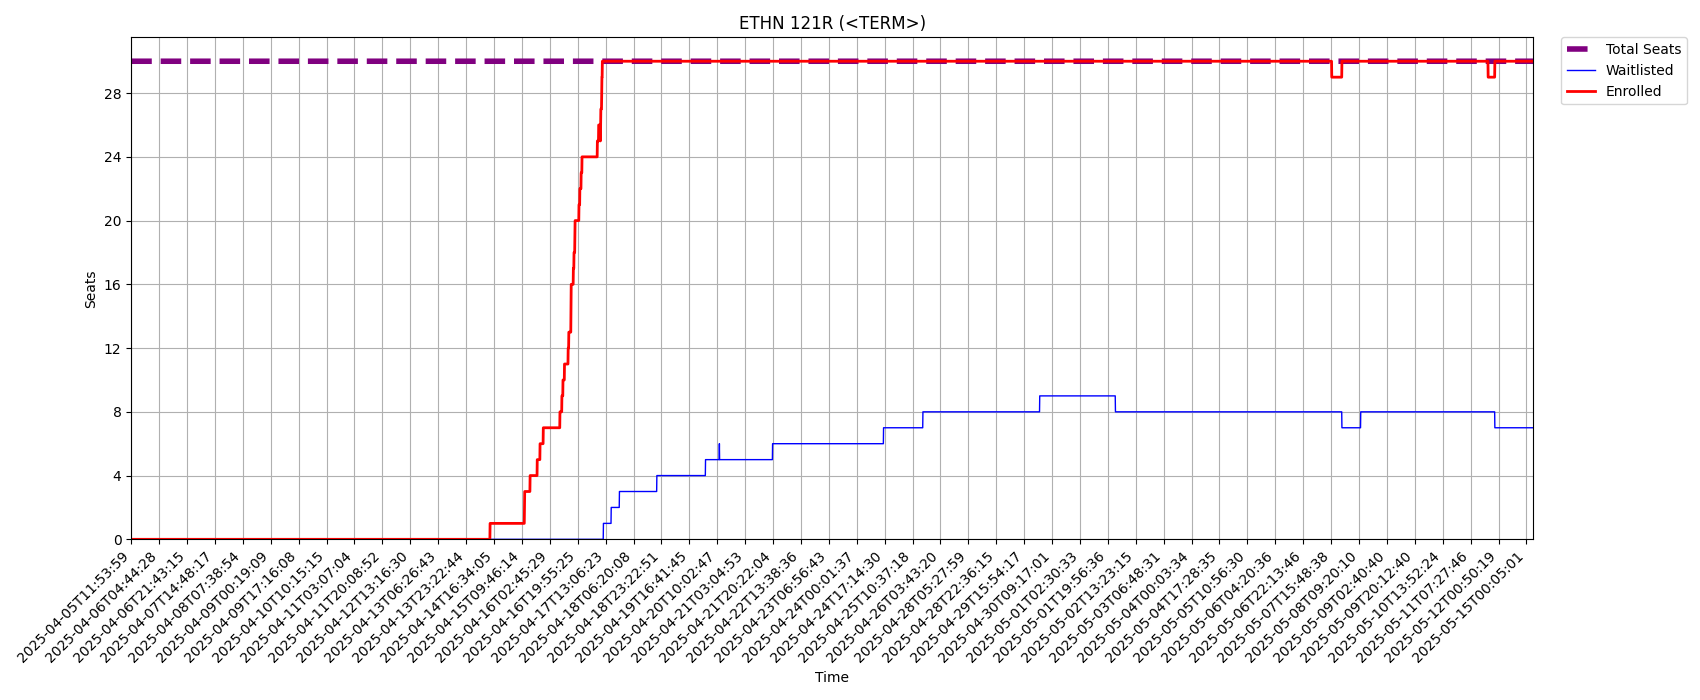 ETHN 121R (<TERM>)
Total Seats
Waitlisted
Enrolled
Seats
28
24
20
16
12
8
4
0
2025-04-05T11:53:59
2025-04-06T04:44:28
2025-04-06T21:43:15
2025-04-07T14:48:17
2025-04-08T07:38:54
2025-04-09T00:19:09
2025-04-09T17:16:08
2025-04-10T10:15:15
2025-04-11T03:07:04
2025-04-11T20:08:52
2025-04-12T13:16:30
2025-04-13T06:26:43
2025-04-13T23:22:44
2025-04-14T16:34:05
2025-04-15T09:46:14
2025-04-16T02:45:29
2025-04-16T19:55:25
2025-04-17T13:06:23
2025-04-18T06:20:08
2025-04-18T23:22:51
2025-04-19T16:41:45
2025-04-20T10:02:47
2025-04-21T03:04:53
2025-04-21T20:22:04
2025-04-22T13:38:36
2025-04-23T06:56:43
2025-04-24T00:01:37
2025-04-24T17:14:30
2025-04-25T10:37:18
2025-04-26T03:43:20
2025-04-28T05:27:59
2025-04-28T22:36:15
2025-04-29T15:54:17
2025-04-30T09:17:01
2025-05-01T02:30:33
2025-05-01T19:56:36
2025-05-02T13:23:15
2025-05-03T06:48:31
2025-05-04T00:03:34
2025-05-04T17:28:35
2025-05-05T10:56:30
2025-05-06T04:20:36
2025-05-06T22:13:46
2025-05-07T15:48:38
2025-05-08T09:20:10
2025-05-09T02:40:40
2025-05-09T20:12:40
2025-05-10T13:52:24
2025-05-11T07:27:46
2025-05-12T00:50:19
2025-05-15T00:05:01
Time